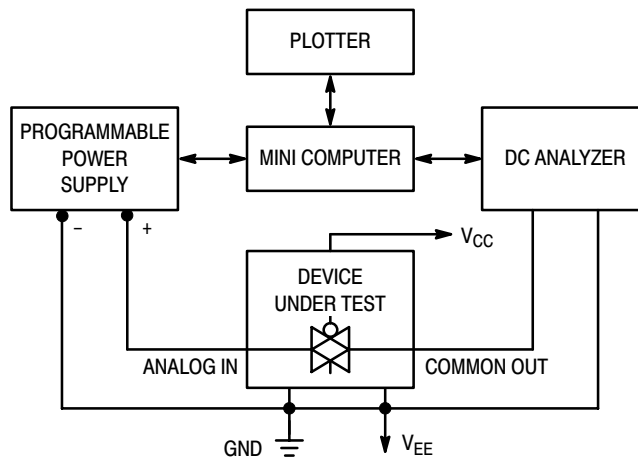 PLOTTER
PROGRAMMABLE
POWER
SUPPLY
MINI COMPUTER
DC ANALYZER
– +
VCC
DEVICE
UNDER TEST
ANALOG IN
COMMON OUT
GND
VEE